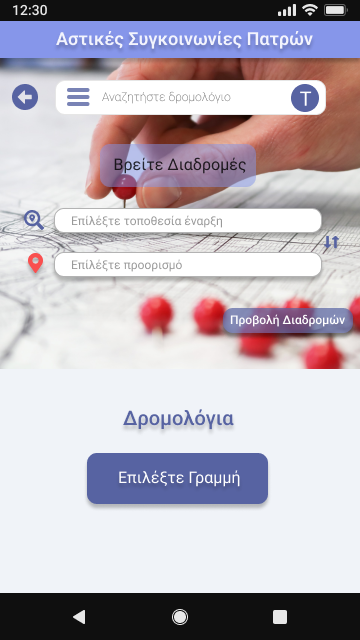 12:30
Αστικές Συγκοινωνίες Πατρών
Αναζητήστε δρομολόγιο
T
Βρείτε Διαδρομές
Επιλέξτε τοποθεσία έναρξη
Επιλέξτε προορισμό
Προβολή Διαδρομών
Δρομολόγια
Επιλέξτε Γραμμή